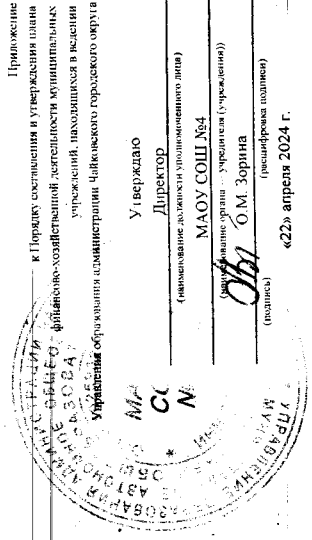 Приложение
к Порядку составления и утверждения плана
финансово-хозяйственной деятельности муниципальных
учреждений, находящихся в ведении
Управления образования администрации Чайковского городского округа
Утверждаю
Директор
(наименование должности уполномоченного лица)
МАОУ СОШ №4
(наименование органа - учредителя (учреждения))
О.М. Зорина
(подпись) (расшифровка подписи)
«22» апреля 2024 г.